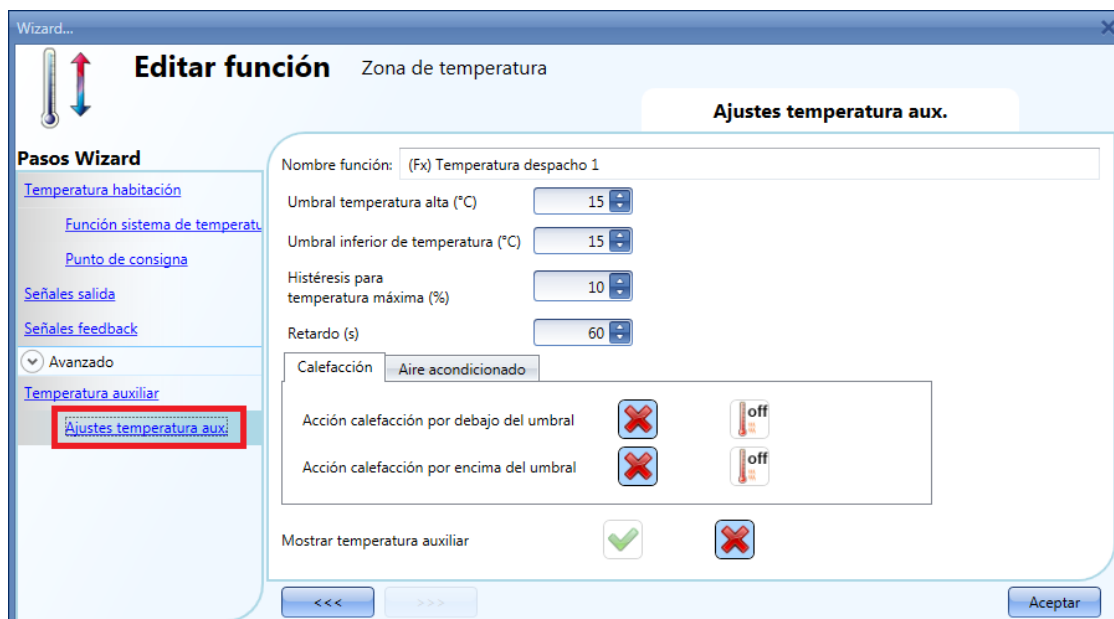 Wizard...
Editar función Zona de temperatura
Ajustes temperatura aux.
Pasos Wizard
Temperatura habitación
Función sistema de temperatu
Punto de consigna
Señales salida
Señales feedback
Avanzado
Temperatura auxiliar
Ajustes temperatura aux.
Nombre función: (Fx) Temperatura despacho 1
Umbral temperatura alta (°C) 15
Umbral inferior de temperatura (°C) 15
Histéresis para
temperatura máxima (%) 10
Retardo (s) 60
Calefacción Aire acondicionado
Acción calefacción por debajo del umbral off
Acción calefacción por encima del umbral off
Mostrar temperatura auxiliar
<<< >>> Aceptar